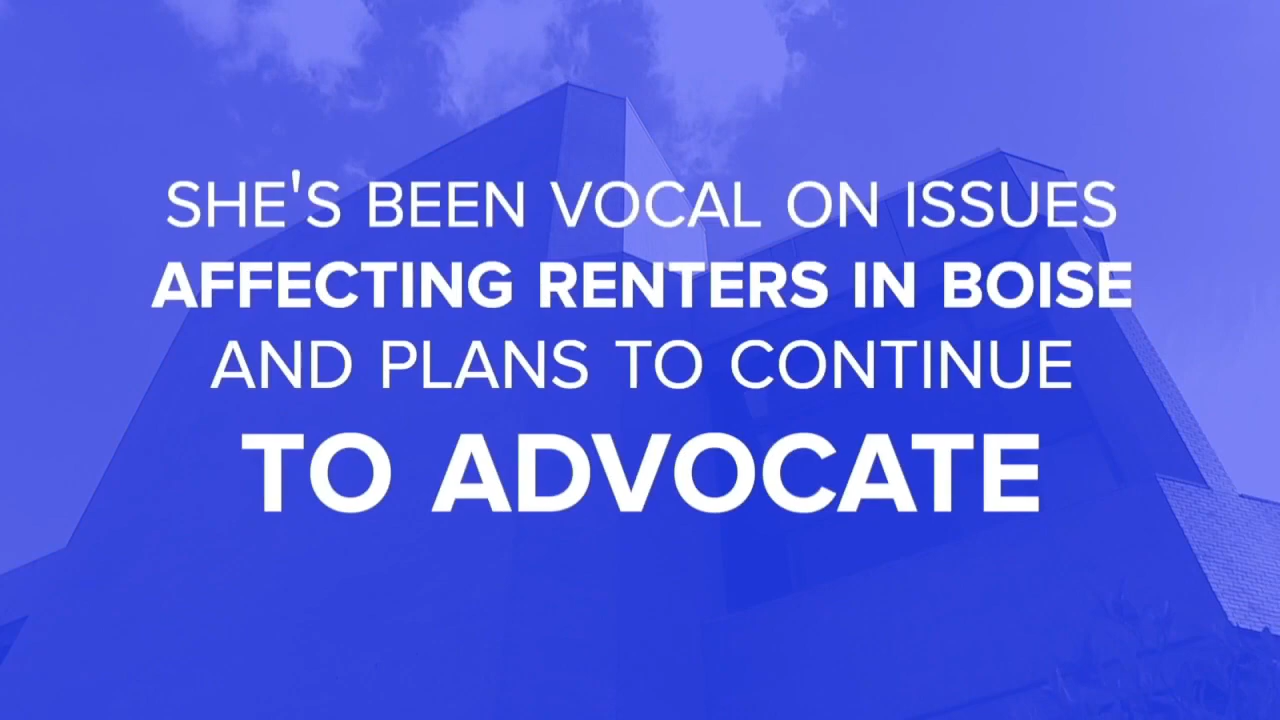 SHE'S BEEN VOCAL ON ISSUES
AFFECTING RENTERS IN BOISE
AND PLANS TO CONTINUE
TO ADVOCATE